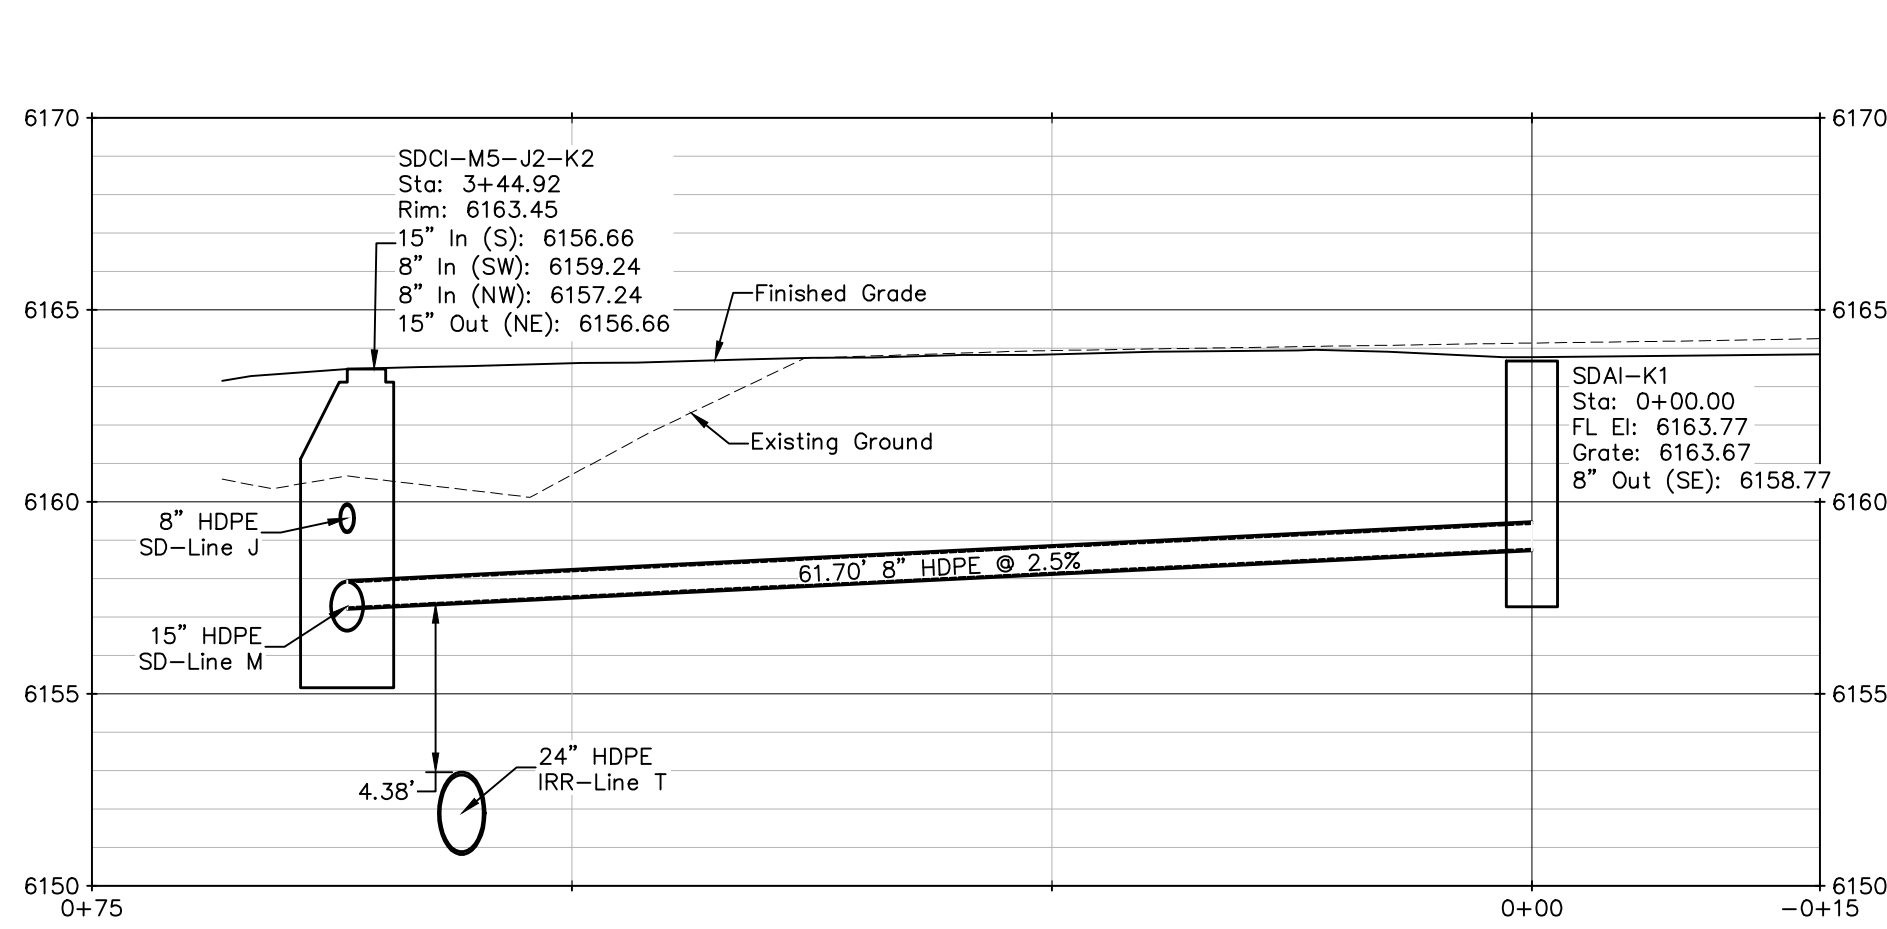 6170
6170
SDCI-M5-J2-K2
Sta: 3+44.92
Rim: 6163.45
15” In (S): 6156.66
8” In (SW): 6159.24
8” In (NW): 6157.24
15” Out (NE): 6156.66
Finished Grade
6165
6165
SDAI-K1
Sta: 0+00.00
FL El: 6163.77
Grate: 6163.67
8” Out (SE): 6158.77
Existing Ground
6160
6160
8” HDPE
SD-Line J
61.70’ 8” HDPE @ 2.5%
15” HDPE
SD-Line M
6155
6155
24” HDPE
IRR-Line T
4.38’
6150
6150
0+75
0+00
-0+15